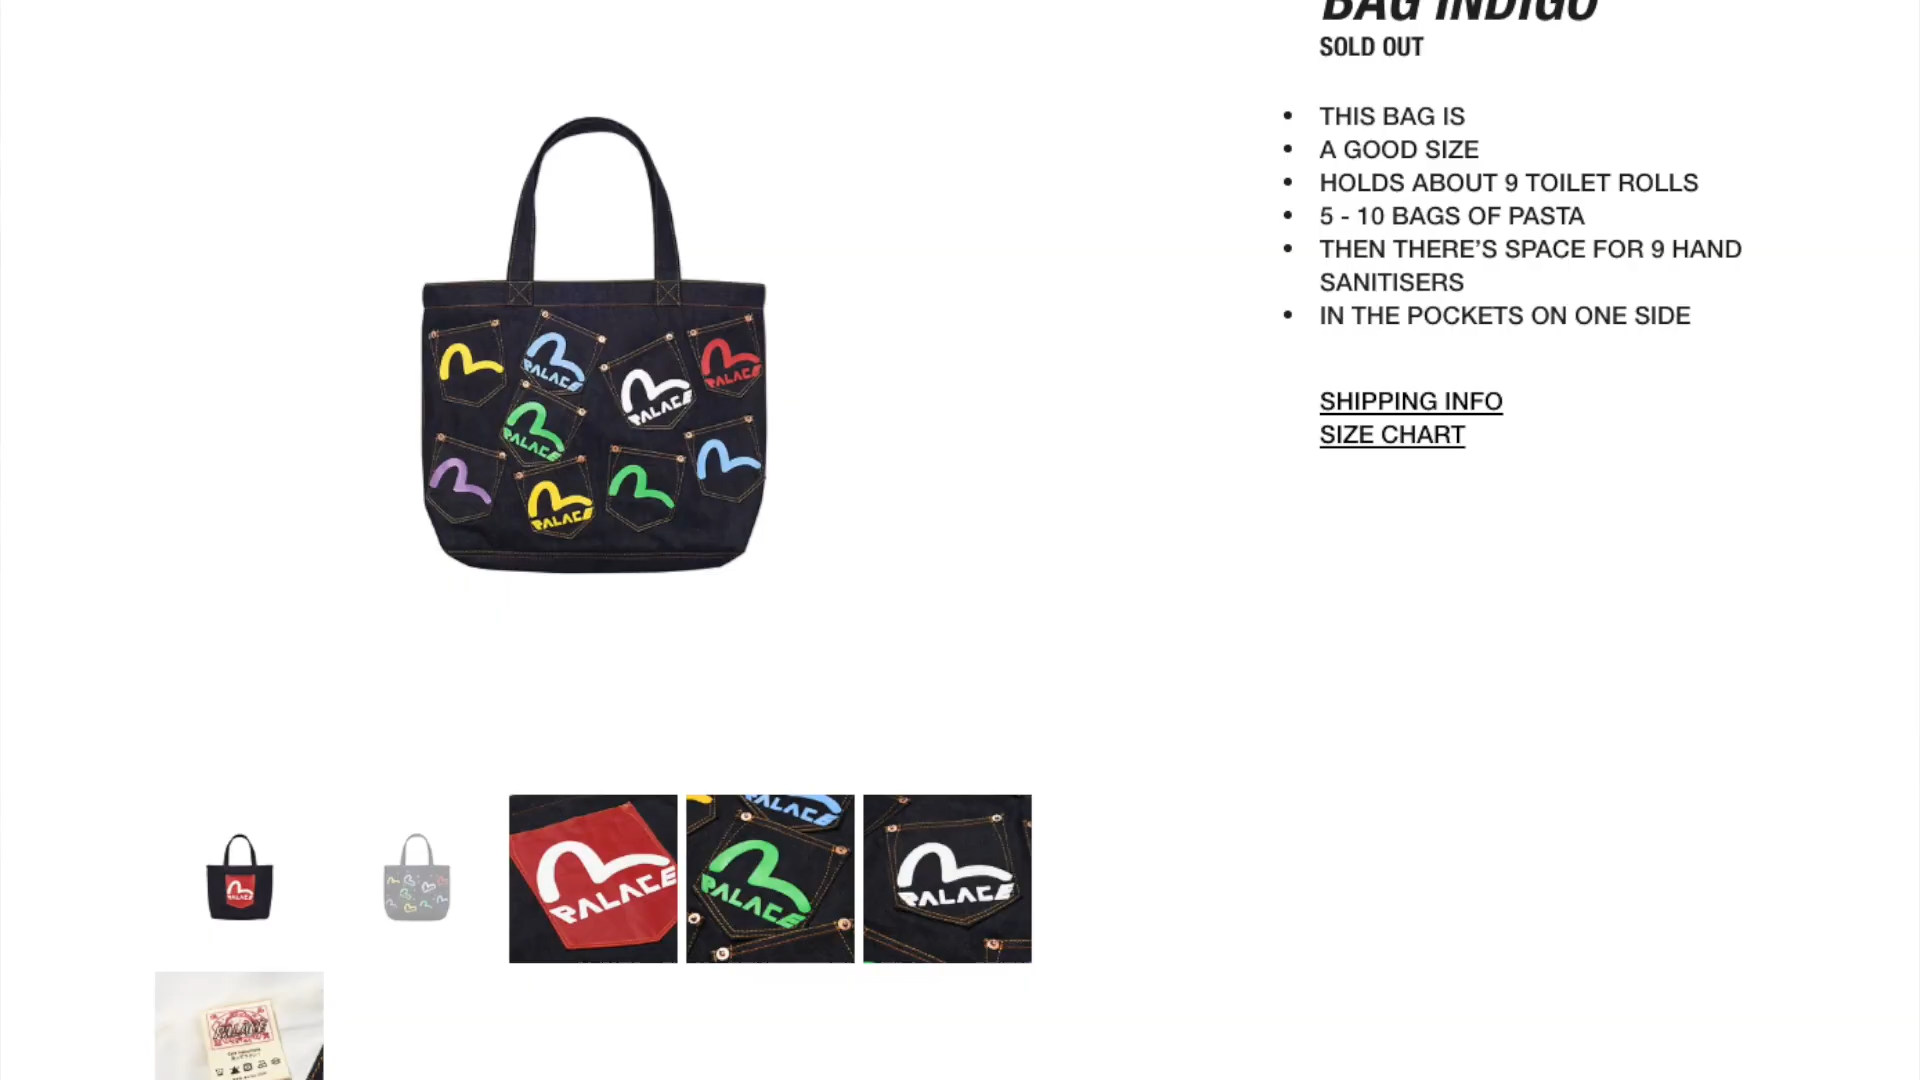 BAG INDIGO
SOLD OUT
THIS BAG IS
A GOOD SIZE
HOLDS ABOUT 9 TOILET ROLLS
5 - 10 BAGS OF PASTA
THEN THERE’S SPACE FOR 9 HAND
SANITISERS
IN THE POCKETS ON ONE SIDE
SHIPPING INFO
SIZE CHART
PALACE
PALACE
PALACE
PALACE
PALACE
PALACE
PALACE
PALACE
PALACE
PALACE